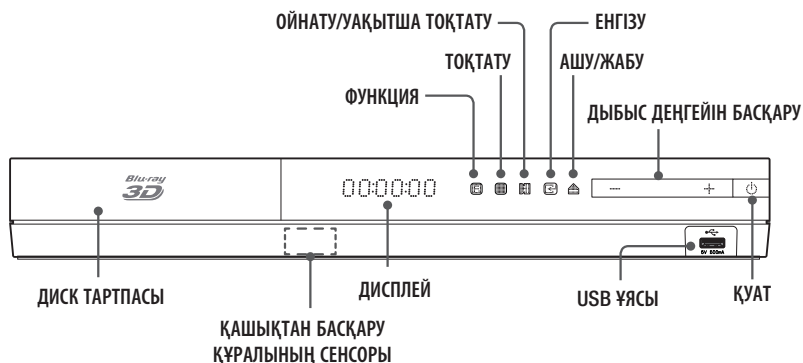 ОЙНАТУ/УАҚЫТША ТОҚТАТУ
ЕНГІЗУ
ТОҚТАТУ
АШУ/ЖАБУ
ФУНКЦИЯ
ДЫБЫС ДЕҢГЕЙІН БАСҚАРУ
Blu-ray
3D
00:00:00
5V 500mA
ДИСК ТАРТПАСЫ
ДИСПЛЕЙ
USB ҰЯСЫ
ҚУАТ
ҚАШЫҚТАН БАСҚАРУ
ҚҰРАЛЫНЫҢ СЕНСОРЫ